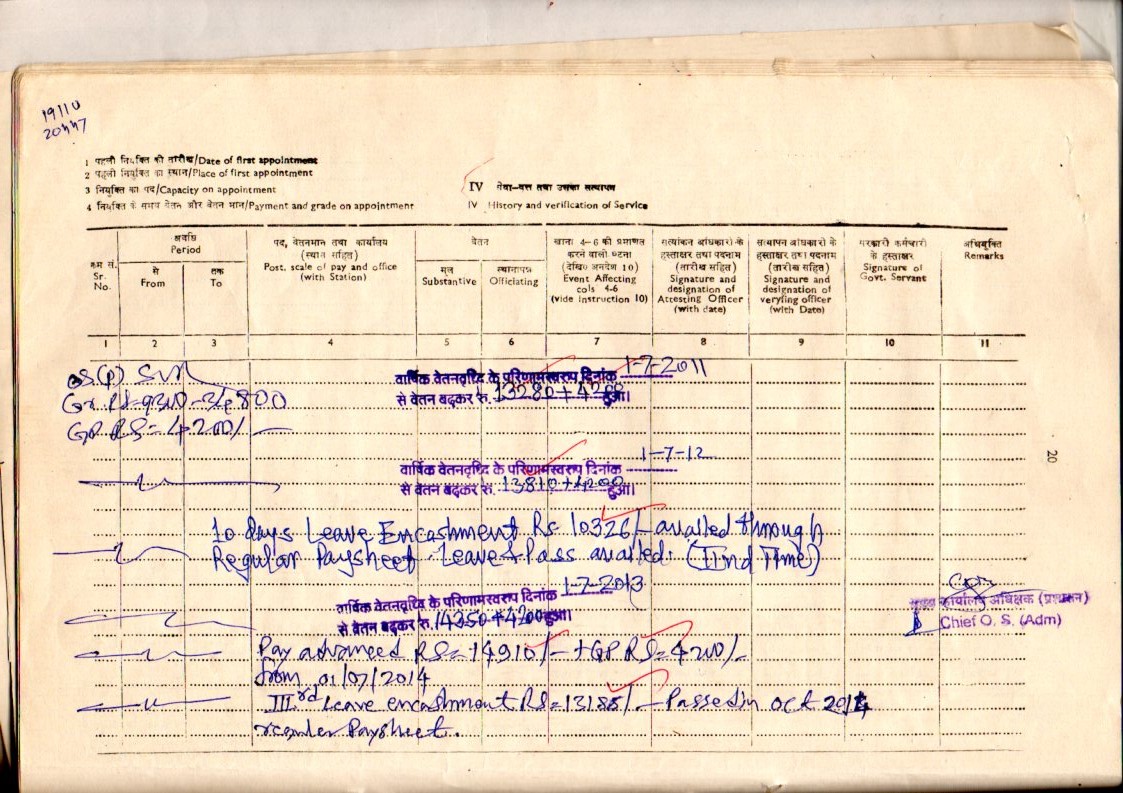 19110
20447
1 पहली नियुक्ति की तारीख/Date of first appointment
2 पहली नियुक्ति का स्थान/Place of first appointment
3 नियुक्ति का पद/Capacity on appointment
4 नियुक्ति के समय वेतन और वेतन मान/Payment and grade on appointment
IV सेवा-वृत्त तथा उसका सत्यापन
IV History and verification of Service
क्रम सं.
Sr.
No.
अवधि
Period
से
From
तक
To
पद, वेतनमान तथा कार्यालय
(स्थान सहित)
Post, scale of pay and office
(with Station)
वेतन
मूल
Substantive
स्थानापन्न
Officiating
खाना 4-6 की प्रमाणित
करने वाली घटना
(देखिए अनुदेश 10)
Event Affecting
cols 4-6
(vide instruction 10)
सत्यांकन अधिकारी के
हस्ताक्षर तथा पदनाम
(तारीख सहित)
Signature and
designation of
Attesting Officer
(with date)
सत्यापन अधिकारी के
हस्ताक्षर तथा पदनाम
(तारीख सहित)
Signature and
designation of
veryfing officer
(with Date)
सरकारी कर्मचारी
के हस्ताक्षर
Signature of
Govt. Servant
अभियुक्ति
Remarks
1 2 3 4 5 6 7 8 9 10 11
OS(P) SUR
Gr. RS=9300-34800
GP RS=4200/-
वार्षिक वेतनवृध्दि के परिणामस्वरुप दिनांक 1-7-2011
से वेतन बढ़कर रु. 13280+4200 हुआ।
वार्षिक वेतनवृध्दि के परिणामस्वरुप दिनांक 1-7-12
से वेतन बढ़कर रु. 13810+4200 हुआ।
10 days Leave Encashment Rs 10326/- availed through
Regular Paysheet Leave & Pass availed. (IInd Time)
वार्षिक वेतनवृध्दि के परिणामस्वरुप दिनांक 1-7-2013
से वेतन बढ़कर रु. 14350+4200 हुआ।
मुख्य कार्यालय अधिक्षक (प्रशासन)
Chief O. S. (Adm)
Pay advanced RS=14910/- + GP RS=4200/-
from 01/07/2014
IIIrd Leave encashment RS=13185/- Passed in oct 2014
regular Paysheet.
20